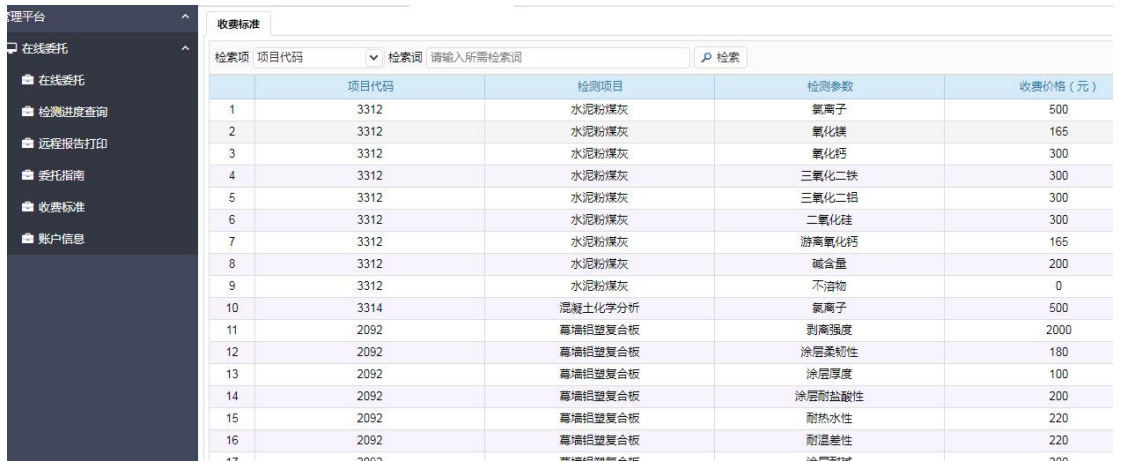 管理平台
收费标准
在线委托
检索项 项目代码 检索词 请输入所需检索词 检索
在线委托
检测进度查询
远程报告打印
委托指南
收费标准
账户信息
项目代码 检测项目 检测参数 收费价格（元）
1 3312 水泥粉煤灰 氯离子 500
2 3312 水泥粉煤灰 氧化镁 165
3 3312 水泥粉煤灰 氧化钙 300
4 3312 水泥粉煤灰 三氧化二铁 300
5 3312 水泥粉煤灰 三氧化二铝 300
6 3312 水泥粉煤灰 二氧化硅 300
7 3312 水泥粉煤灰 游离氧化钙 165
8 3312 水泥粉煤灰 碱含量 200
9 3312 水泥粉煤灰 不溶物 0
10 3314 混凝土化学分析 氯离子 500
11 2092 幕墙铝塑复合板 剥离强度 2000
12 2092 幕墙铝塑复合板 涂层柔韧性 180
13 2092 幕墙铝塑复合板 涂层厚度 100
14 2092 幕墙铝塑复合板 涂层耐盐酸性 200
15 2092 幕墙铝塑复合板 耐热水性 220
16 2092 幕墙铝塑复合板 耐温差性 220